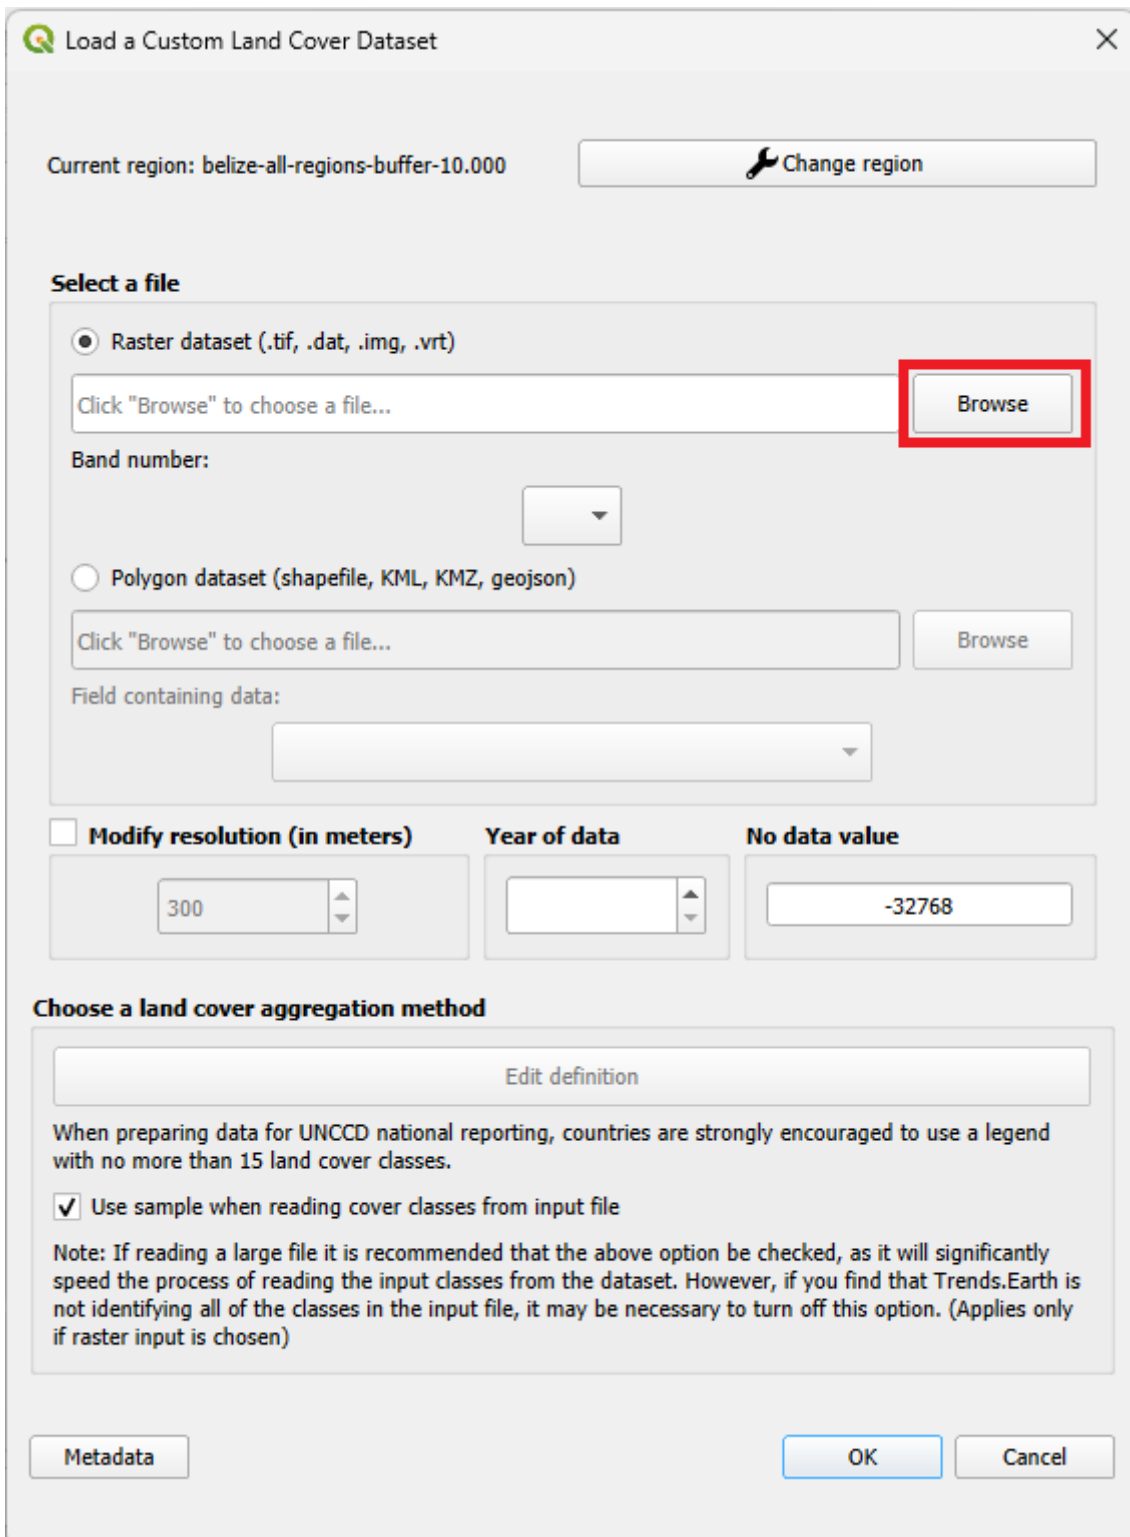 Load a Custom Land Cover Dataset
Current region: belize-all-regions-buffer-10.000
Change region
Select a file
Raster dataset (.tif, .dat, .img, .vrt)
Click "Browse" to choose a file...
Browse
Band number:
Polygon dataset (shapefile, KML, KMZ, geojson)
Click "Browse" to choose a file...
Browse
Field containing data:
Modify resolution (in meters)
Year of data
No data value
300
-32768
Choose a land cover aggregation method
Edit definition
When preparing data for UNCCD national reporting, countries are strongly encouraged to use a legend
with no more than 15 land cover classes.
Use sample when reading cover classes from input file
Note: If reading a large file it is recommended that the above option be checked, as it will significantly
speed the process of reading the input classes from the dataset. However, if you find that Trends.Earth is
not identifying all of the classes in the input file, it may be necessary to turn off this option. (Applies only
if raster input is chosen)
Metadata
OK
Cancel